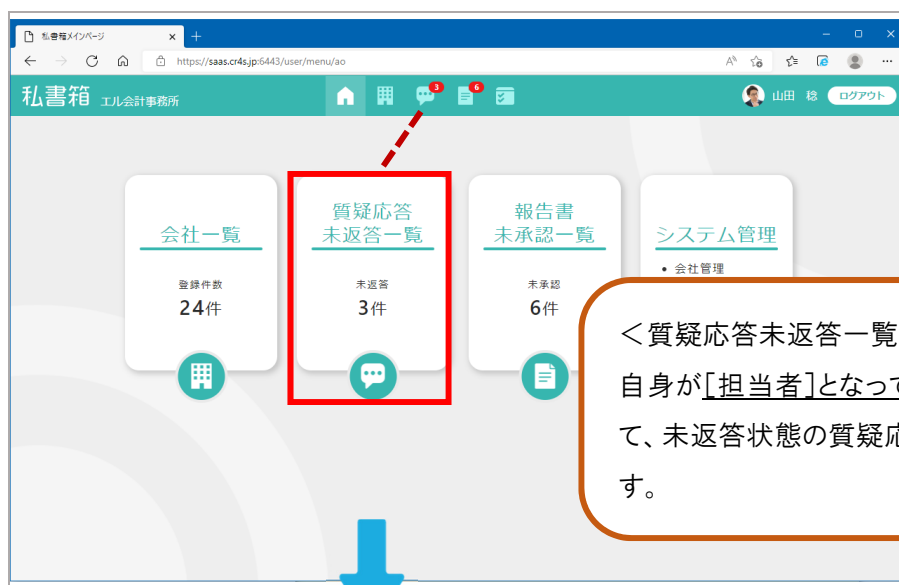 私書箱メインページ
https://saas.cr4s.jp:6443/user/menu/ao
私書箱 エル会計事務所
3
6
山田 稔
ログアウト
会社一覧
登録件数
24件
質疑応答
未返答一覧
未返答
3件
報告書
未承認一覧
未承認
6件
システム管理
• 会社管理
＜質疑応答未返答一覧
自身が[担当者]となって
て、未返答状態の質疑応
す。